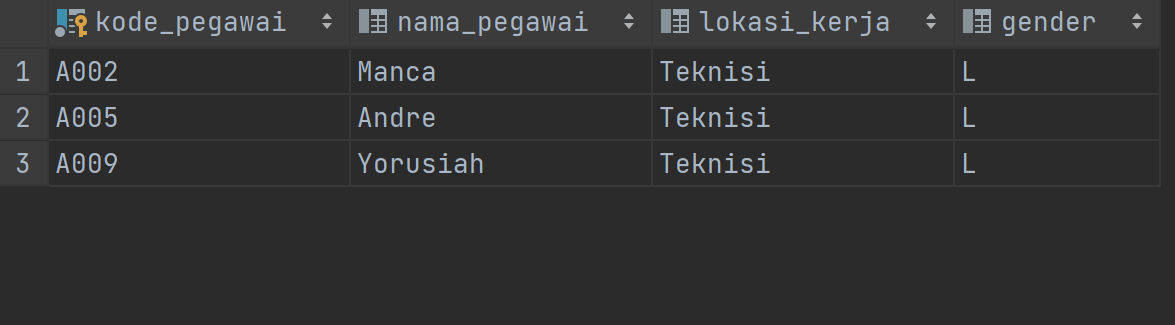 kode_pegawai nama_pegawai lokasi_kerja gender
1 A002 Manca Teknisi L
2 A005 Andre Teknisi L
3 A009 Yorusiah Teknisi L